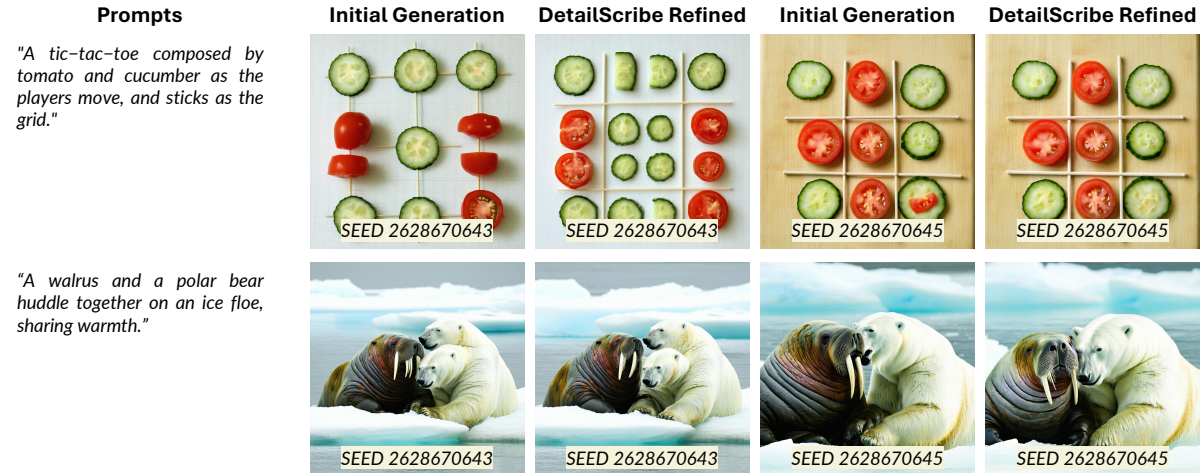 Prompts
Initial Generation
DetailScribe Refined
Initial Generation
DetailScribe Refined
"A tic–tac–toe composed by
tomato and cucumber as the
players move, and sticks as the
grid."
SEED 2628670643
SEED 2628670643
SEED 2628670645
SEED 2628670645
“A walrus and a polar bear
huddle together on an ice floe,
sharing warmth.”
SEED 2628670643
SEED 2628670643
SEED 2628670645
SEED 2628670645